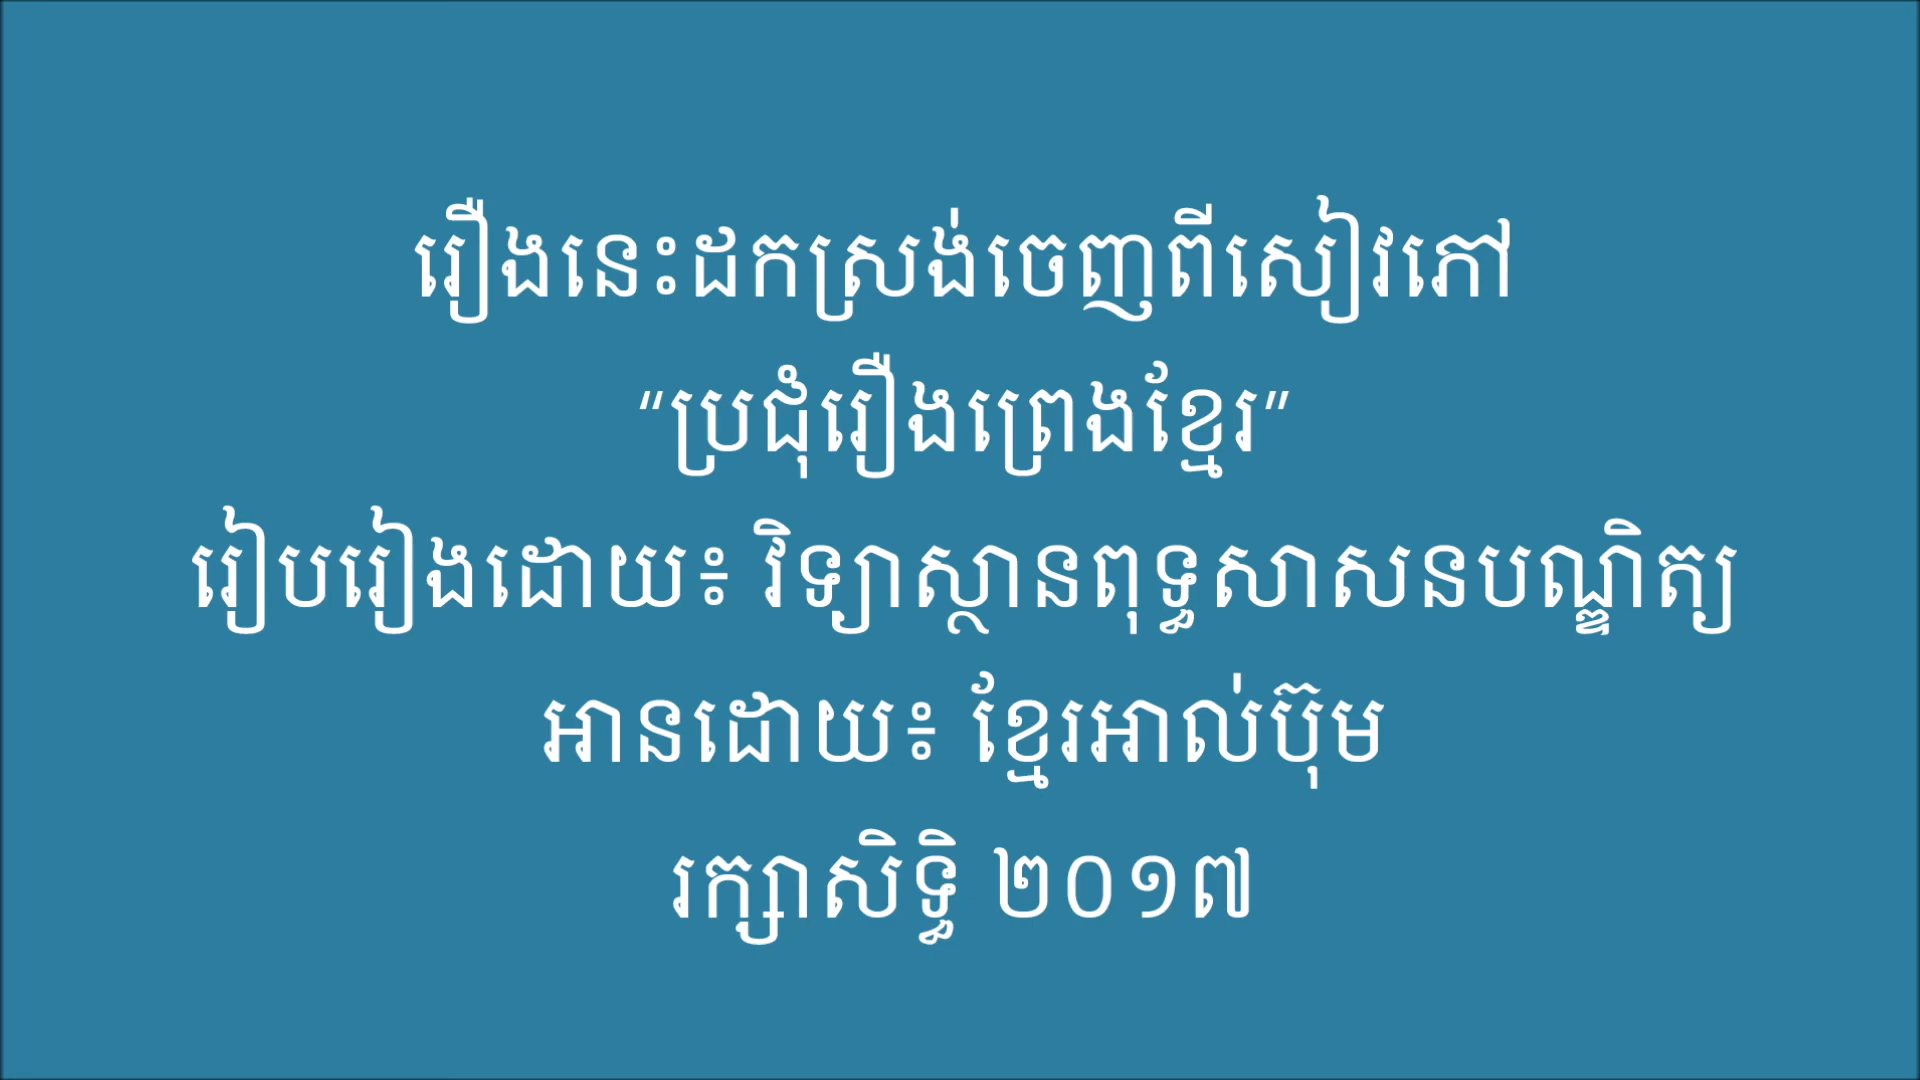 រឿងនេះដកស្រង់ចេញពីសៀវភៅ
“ប្រជុំរឿងព្រេងខ្មែរ”
រៀបរៀងដោយ៖ វិទ្យាស្ថានពុទ្ធសាសនបណ្ឌិត្យ
អានដោយ៖ ខ្មែរអាល់ប៊ុម
រក្សាសិទ្ធិ ២០១៧